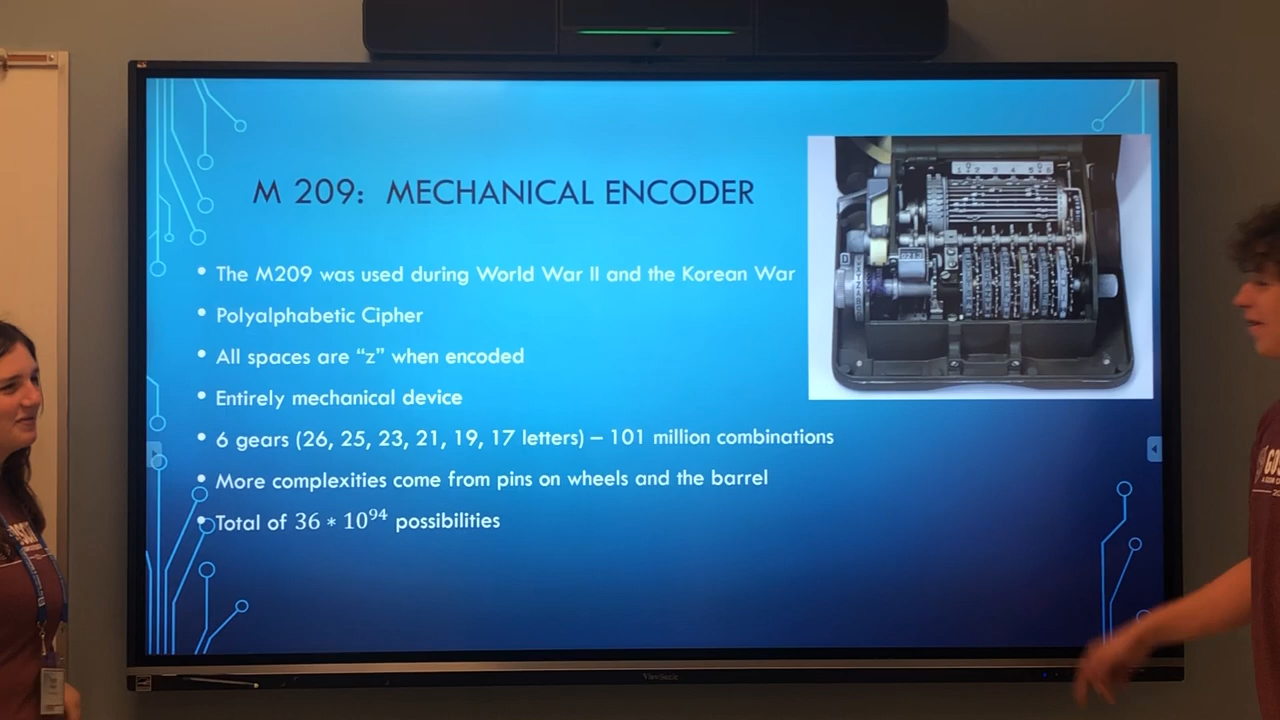 M 209: MECHANICAL ENCODER
• The M209 was used during World War II and the Korean War
• Polyalphabetic Cipher
• All spaces are “z” when encoded
• Entirely mechanical device
• 6 gears (26, 25, 23, 21, 19, 17 letters) – 101 million combinations
• More complexities come from pins on wheels and the barrel
• Total of 36 * 10⁹⁴ possibilities
ViewSonic